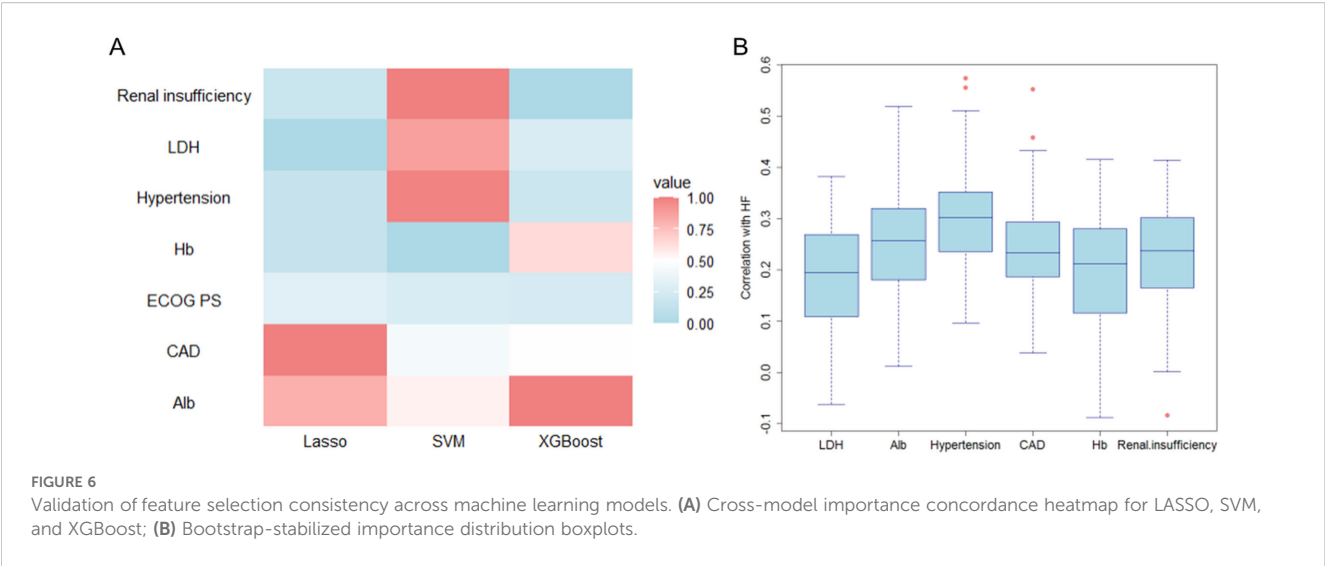 A
Renal insufficiency
LDH
Hypertension
Hb
ECOG PS
CAD
Alb
Lasso
SVM
XGBoost
value
1.00
0.75
0.50
0.25
0.00
B
Correlation with HF
0.6
0.5
0.4
0.3
0.2
0.1
0.0
-0.1
LDH
Alb
Hypertension
CAD
Hb
Renal.insufficiency
FIGURE 6
Validation of feature selection consistency across machine learning models. (A) Cross-model importance concordance heatmap for LASSO, SVM,
and XGBoost; (B) Bootstrap-stabilized importance distribution boxplots.